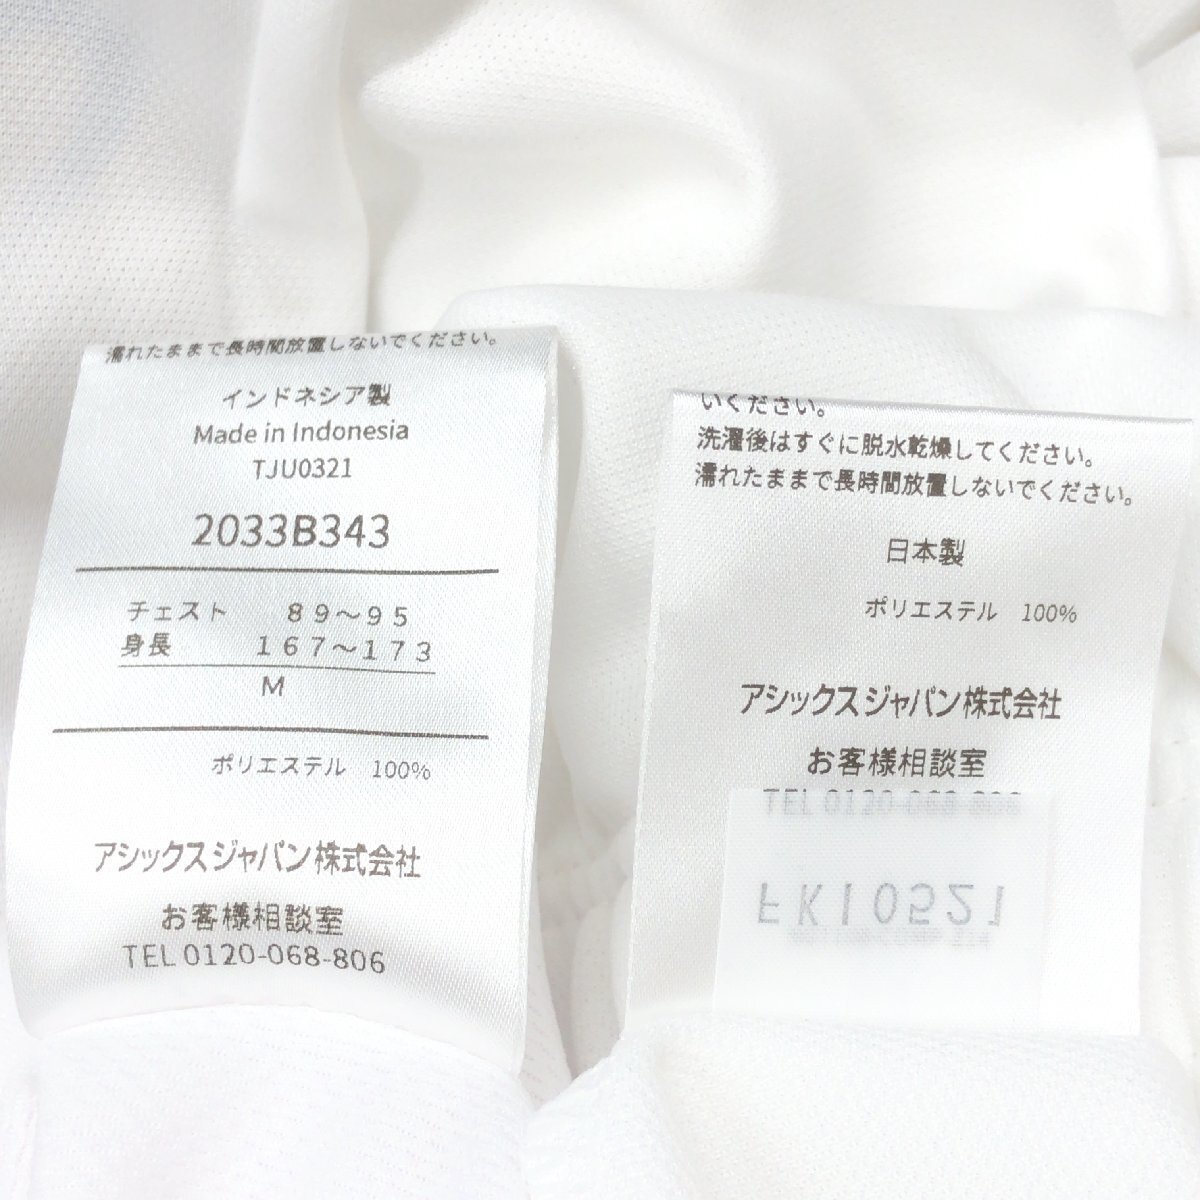 濡れたままで長時間放置しないでください。
インドネシア製
Made in Indonesia
TJU0321
2033B343
チェスト 89～95
身長 167～173
M
ポリエステル 100%
アシックスジャパン株式会社
お客様相談室
TEL 0120-068-806
いください。
洗濯後はすぐに脱水乾燥してください。
濡れたままで長時間放置しないでください。
日本製
ポリエステル 100%
アシックスジャパン株式会社
お客様相談室
FK10521